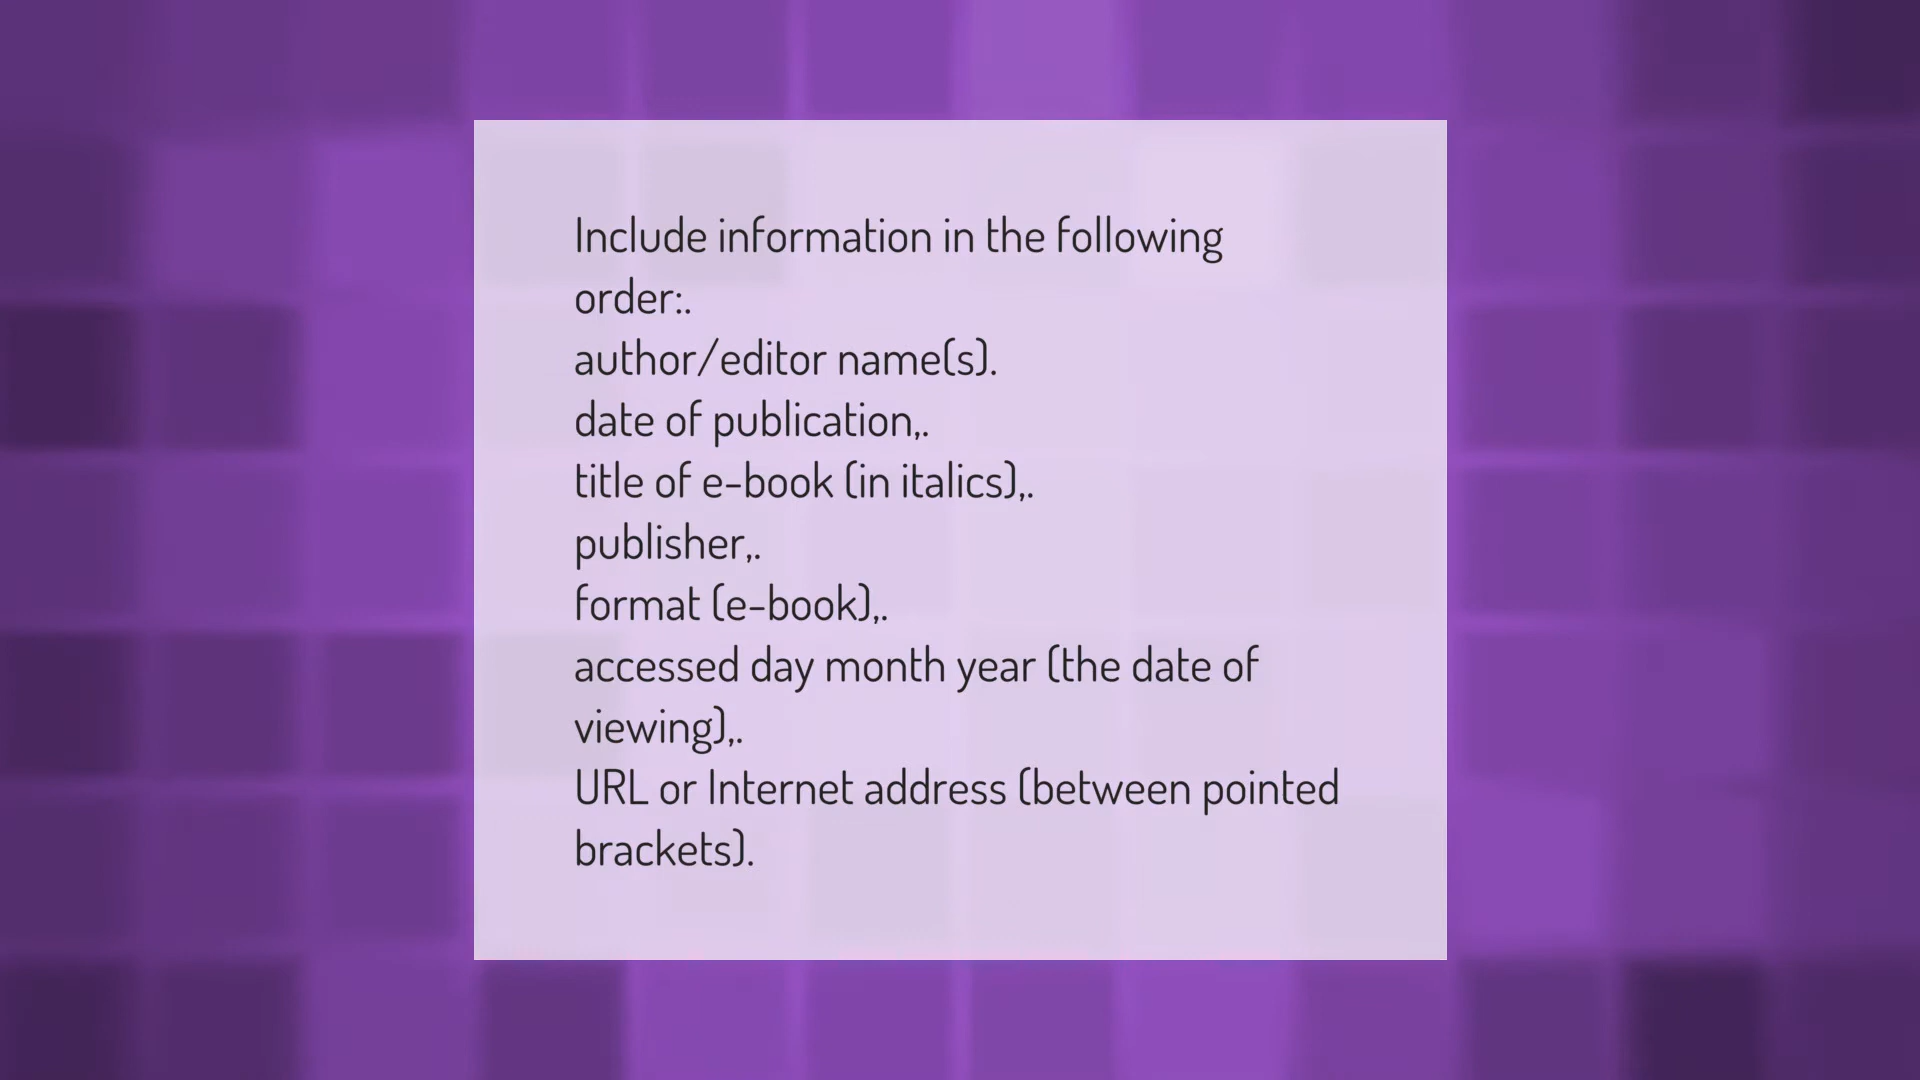 Include information in the following
order:.
author/editor name(s).
date of publication,.
title of e-book (in italics),.
publisher,.
format (e-book),.
accessed day month year (the date of
viewing),.
URL or Internet address (between pointed
brackets).